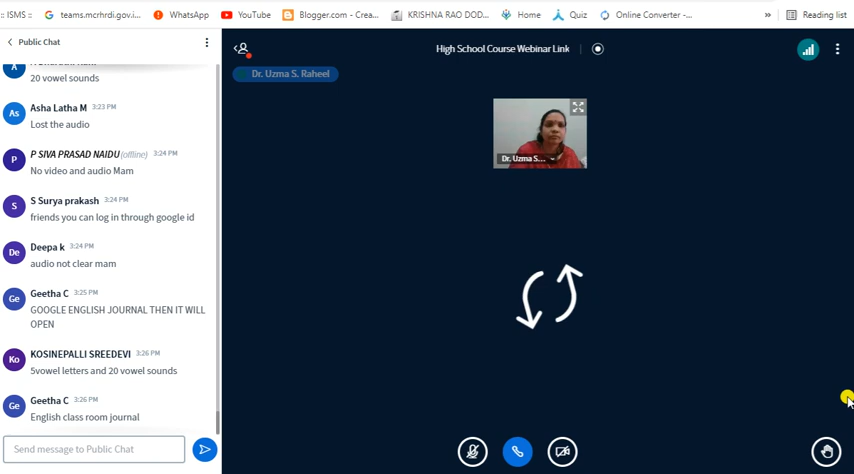 :: ISMS ::
teams.mcrhrdi.gov.i...
WhatsApp
YouTube
Blogger.com - Crea...
KRISHNA RAO DOD...
Home
Quiz
Online Converter -...
»
Reading list
Public Chat
High School Course Webinar Link
Dr. Uzma S. Raheel
20 vowel sounds
As
Asha Latha M 3:23 PM
Lost the audio
P
P SIVA PRASAD NAIDU (offline) 3:24 PM
No video and audio Mam
S
S Surya prakash 3:24 PM
friends you can log in through google id
De
Deepa k 3:24 PM
audio not clear mam
Ge
Geetha C 3:25 PM
GOOGLE ENGLISH JOURNAL THEN IT WILL
OPEN
Ko
KOSINEPALLI SREEDEVI 3:26 PM
5vowel letters and 20 vowel sounds
Ge
Geetha C 3:26 PM
English class room journal
Send message to Public Chat
Dr. Uzma S...